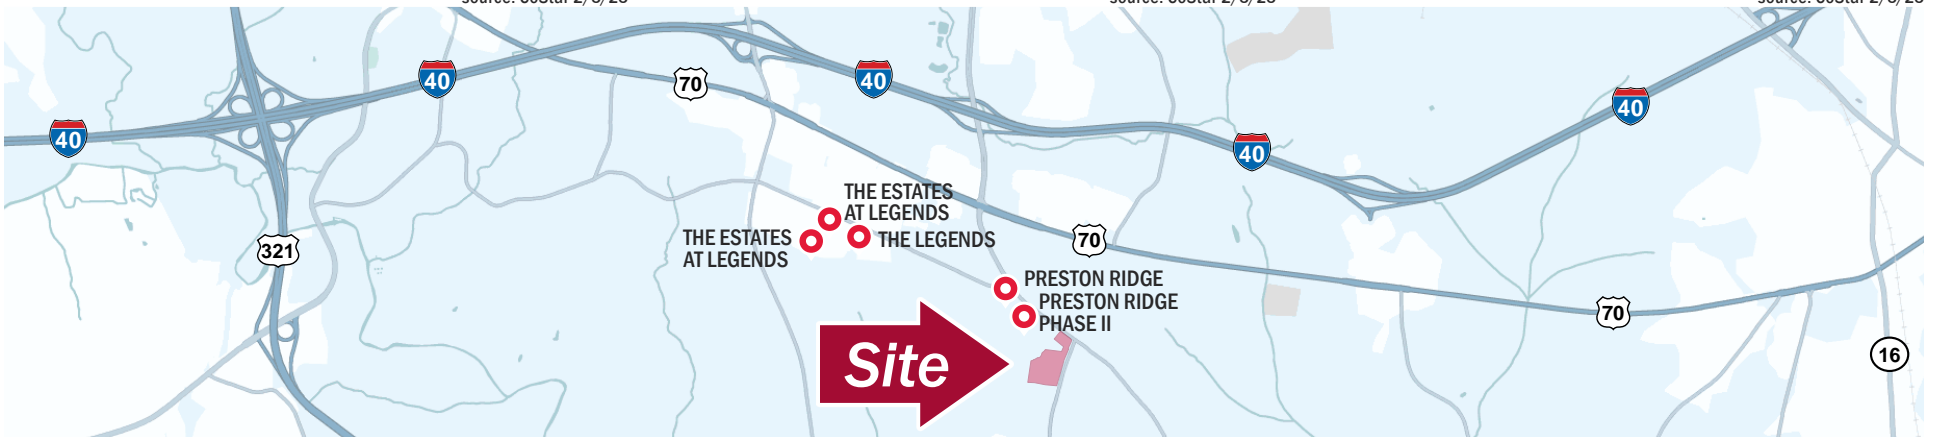 40
40
70
40
40
40
THE ESTATES
AT LEGENDS
THE ESTATES
AT LEGENDS
THE LEGENDS
321
70
PRESTON RIDGE
PRESTON RIDGE
PHASE II
70
Site
16